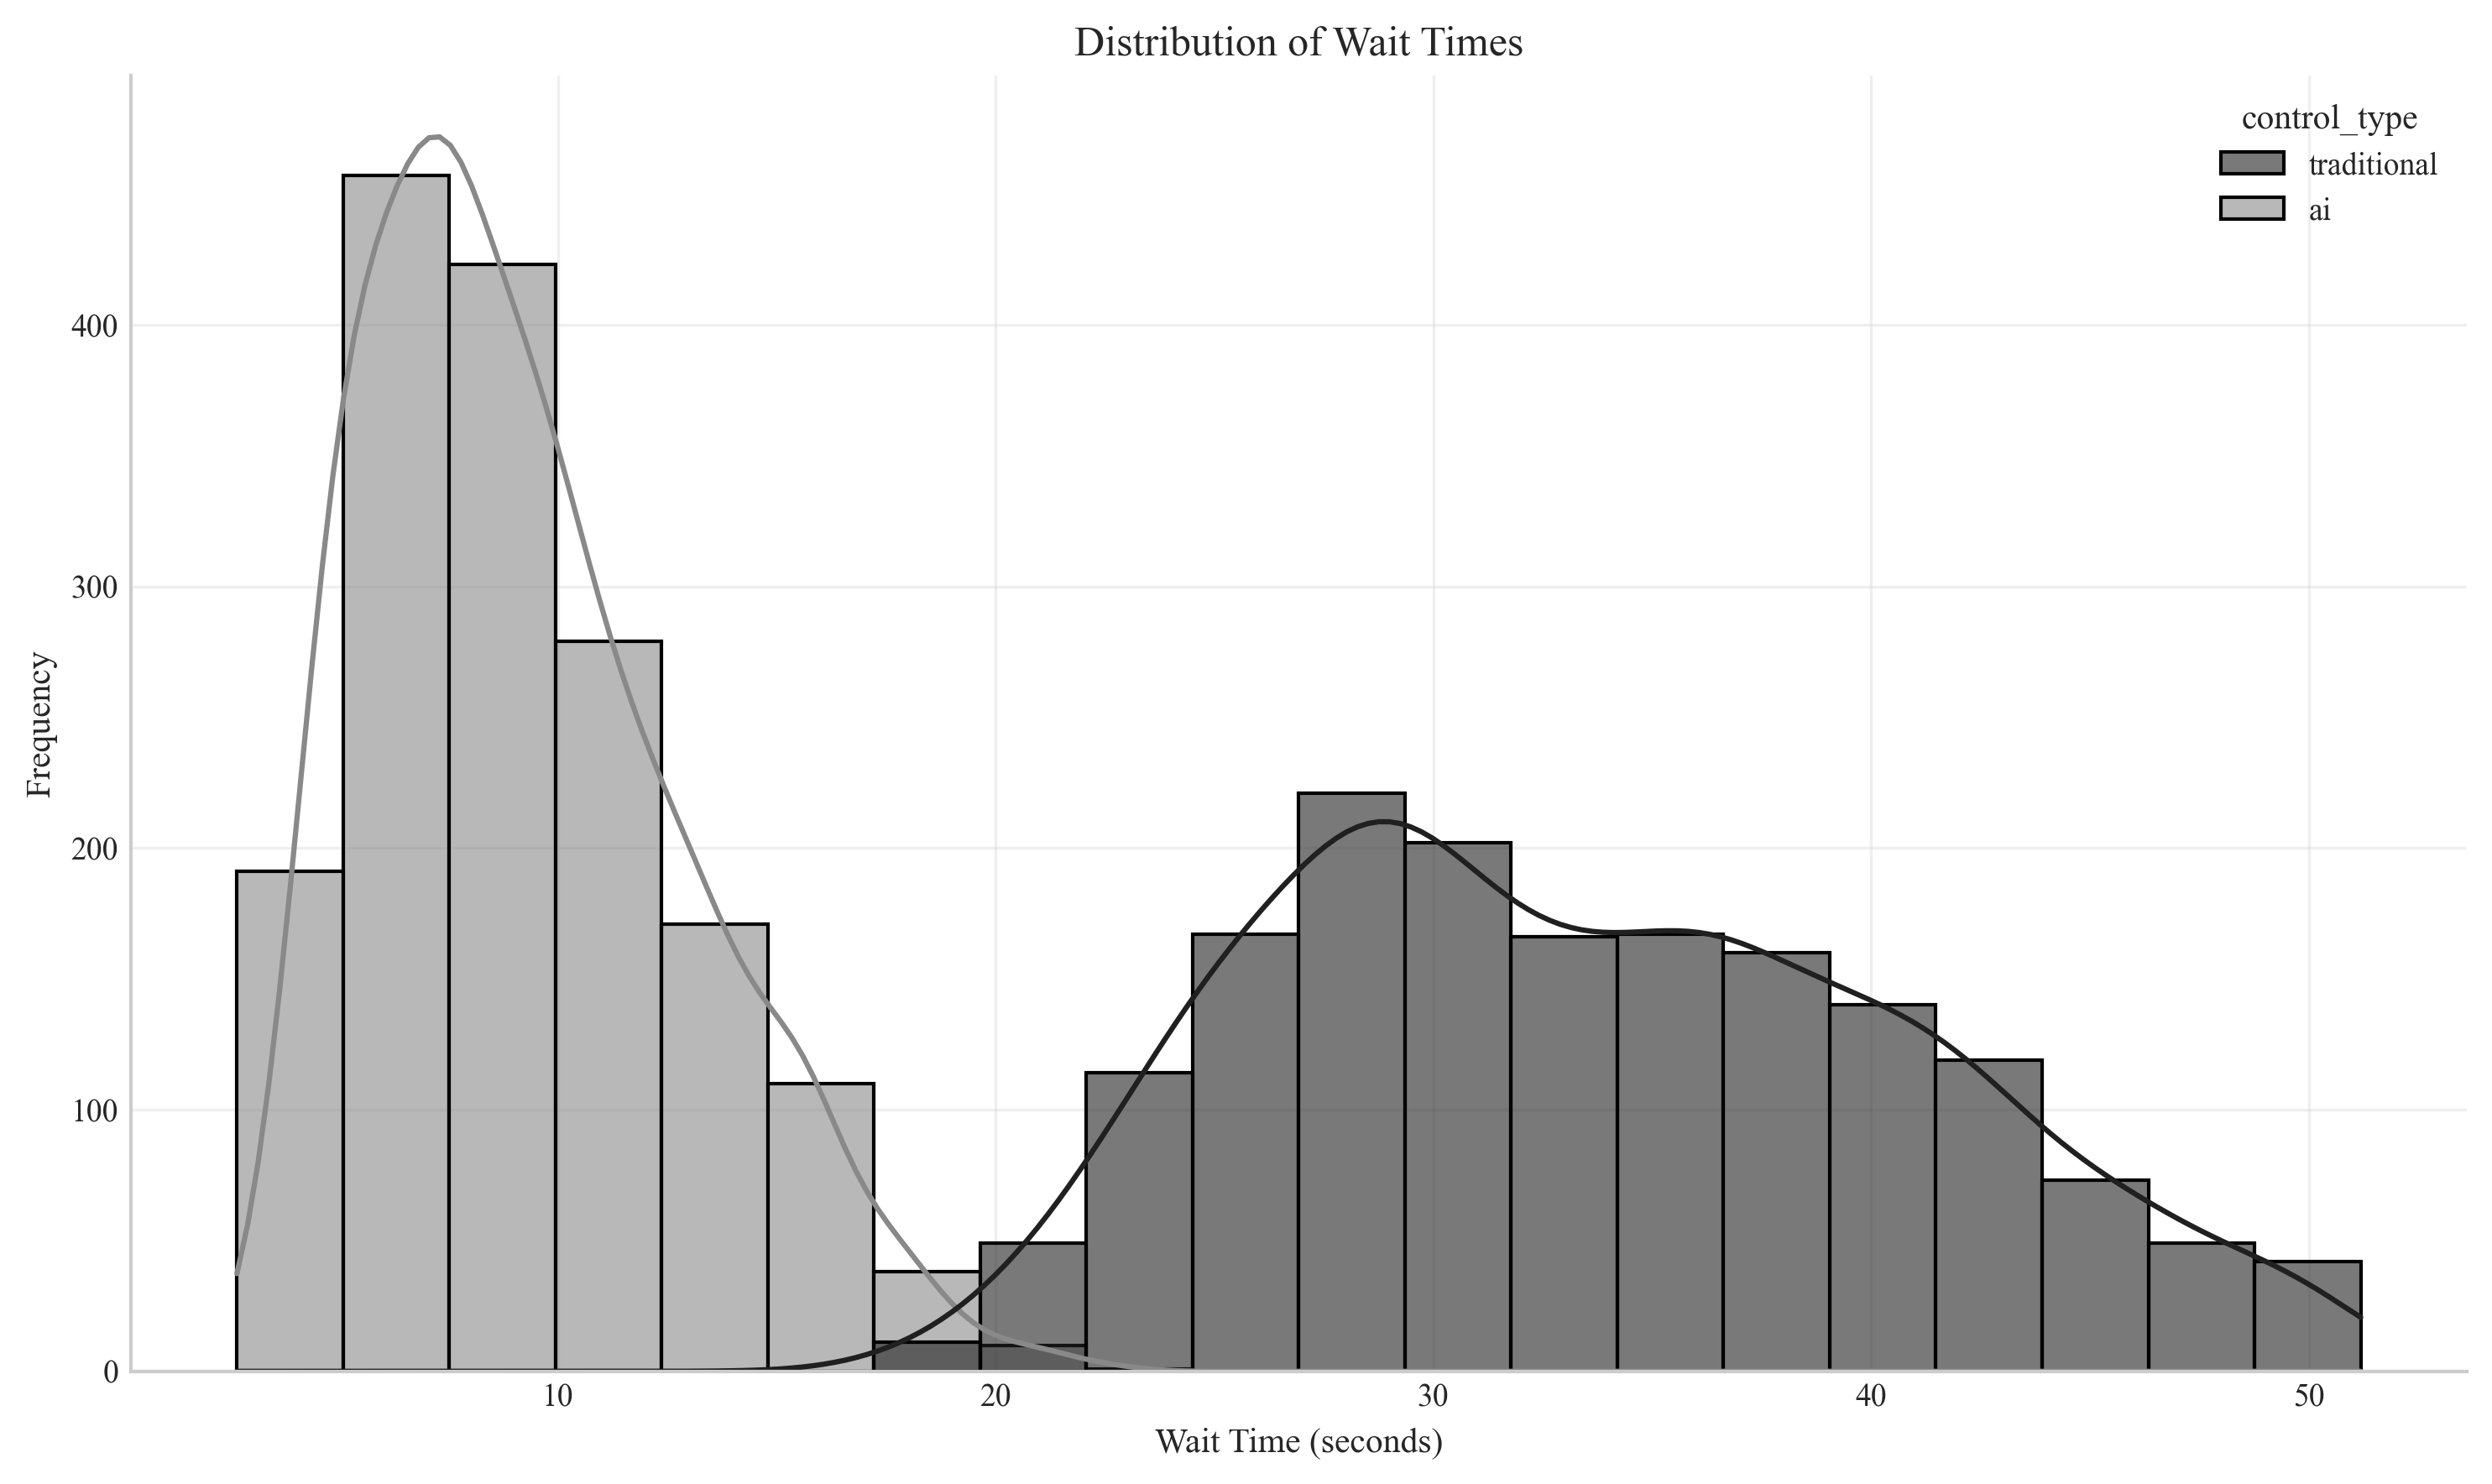 Distribution of Wait Times
control_type
traditional
ai
Frequency
400
300
200
100
0
10
20
30
40
50
Wait Time (seconds)